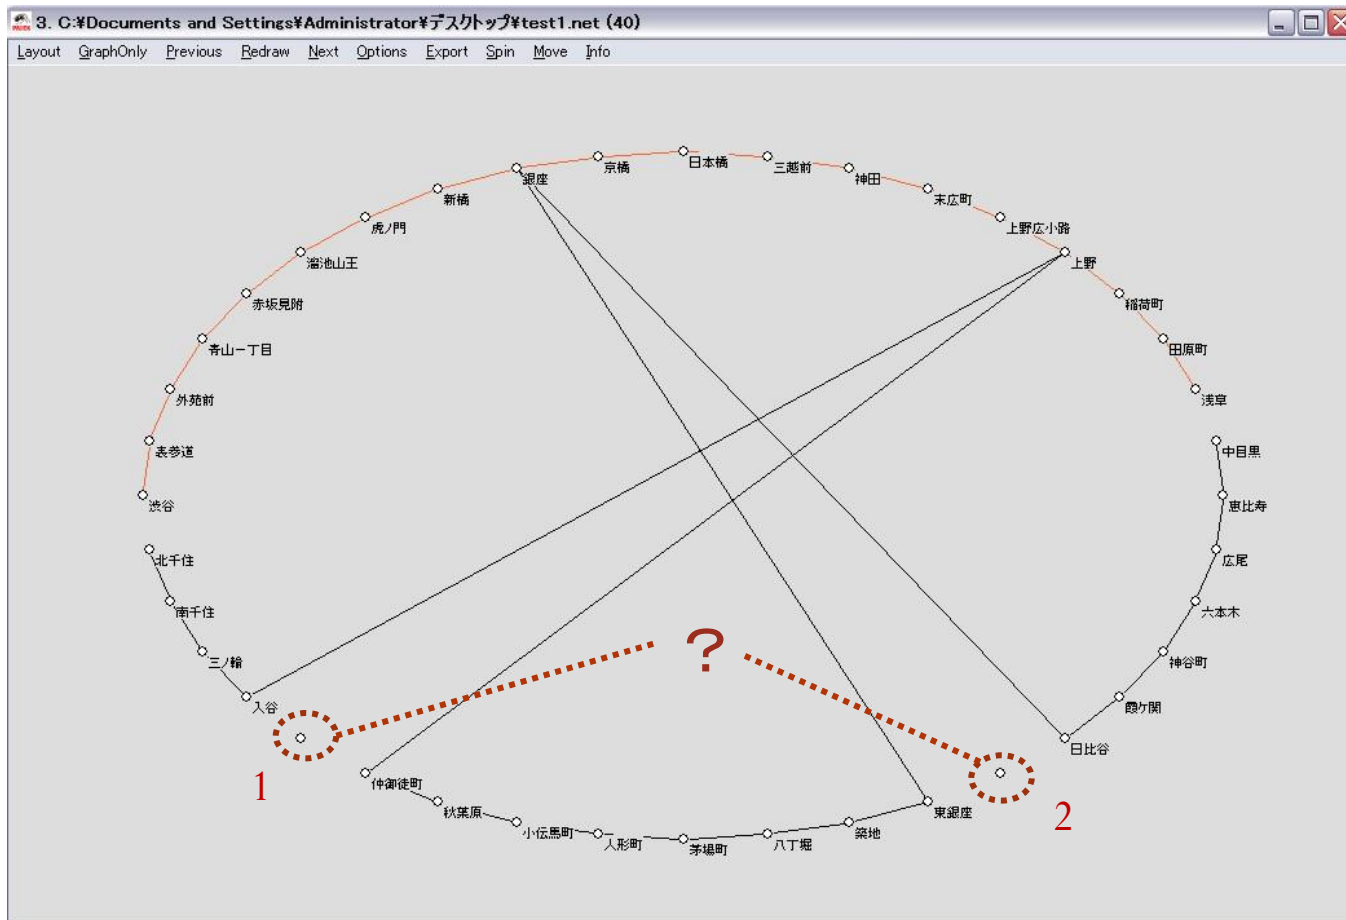 3. C:¥Documents and Settings¥Administrator¥デスクトップ¥test1.net (40)
Layout GraphOnly Previous Redraw Next Options Export Spin Move Info
日本橋
京橋
三越前
銀座
神田
新橋
末広町
虎ノ門
上野広小路
溜池山王
上野
赤坂見附
稲荷町
青山一丁目
田原町
外苑前
浅草
表参道
中目黒
渋谷
恵比寿
北千住
広尾
南千住
六本木
?
三ノ輪
神谷町
入谷
霞ケ関
日比谷
1
仲御徒町
2
秋葉原
東銀座
小伝馬町
築地
人形町
八丁堀
茅場町